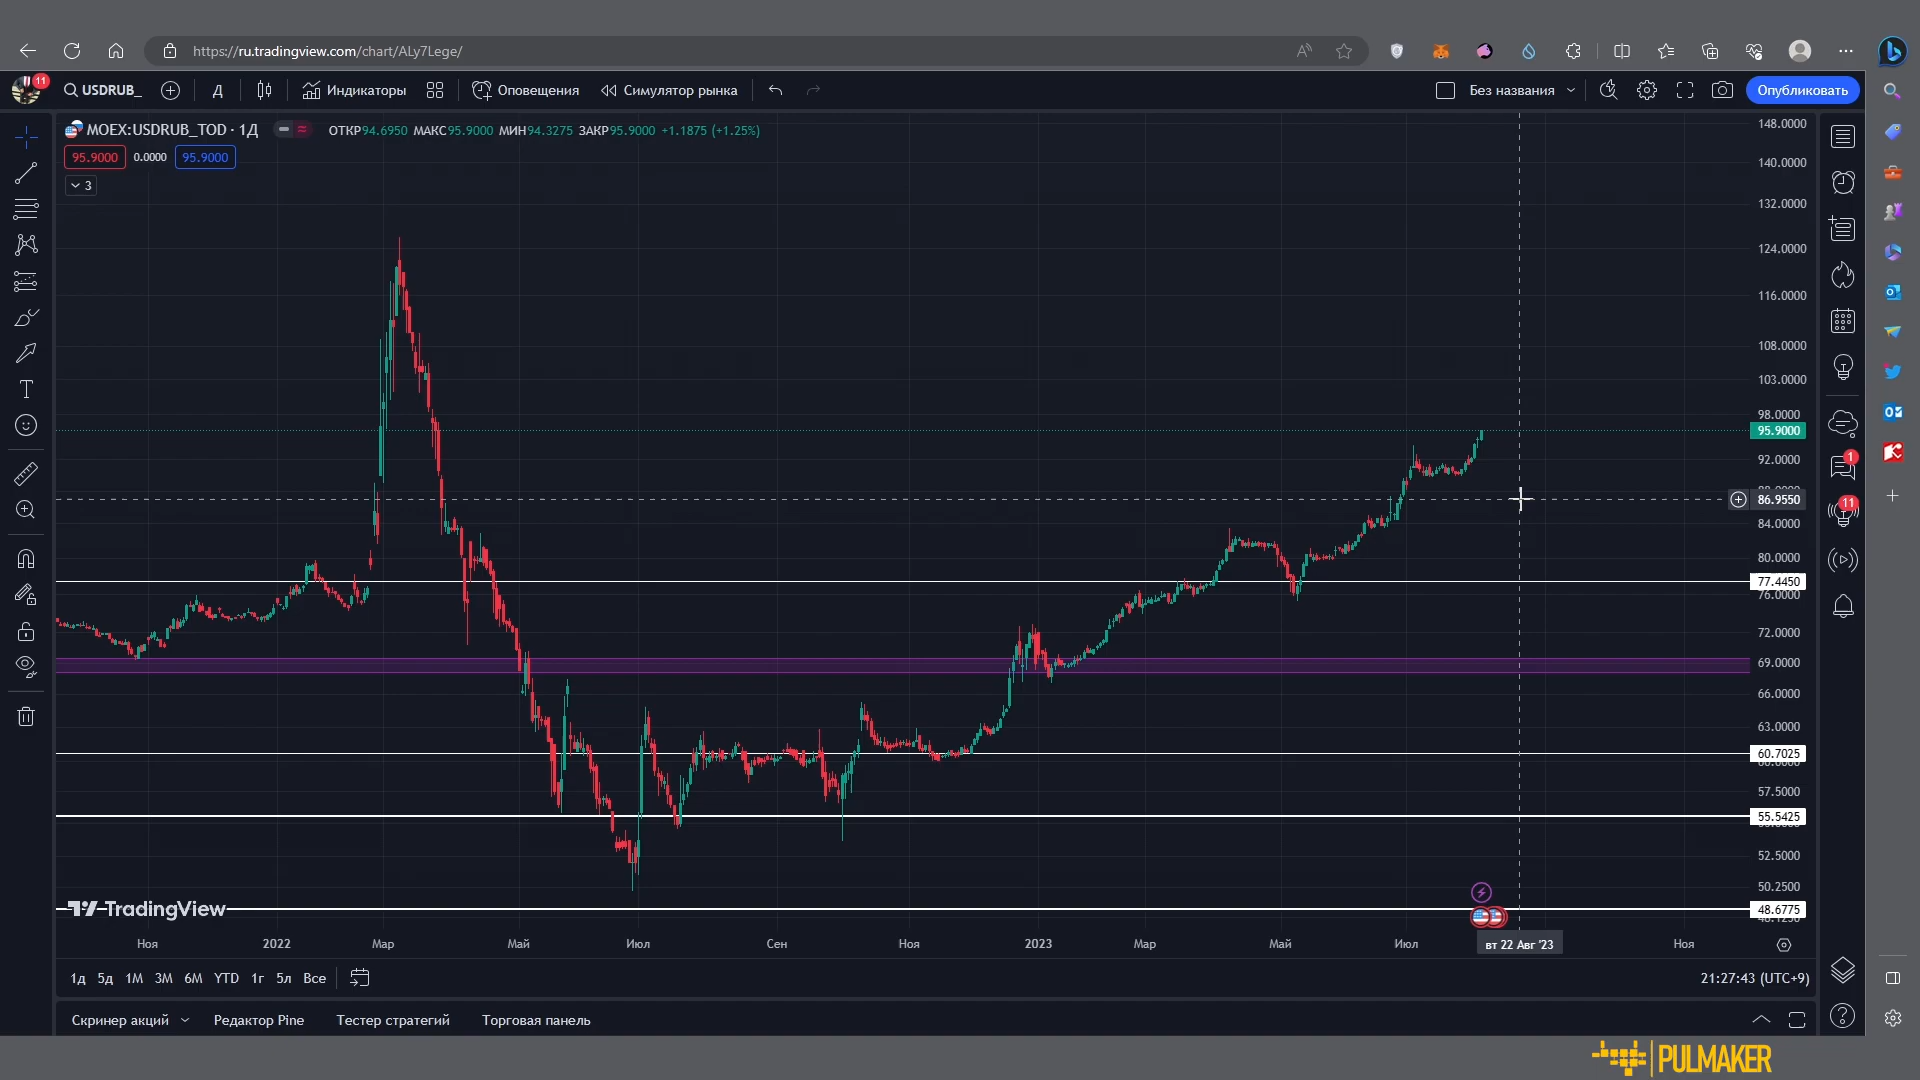 https://ru.tradingview.com/chart/ALy7Lege/
11
USDRUB_
Д
Индикаторы
Оповещения
Симулятор рынка
Без названия
Опубликовать
MOEX:USDRUB_TOD · 1Д
ОТКР94.6950 МАКС95.9000 МИН94.3275 ЗАКР95.9000 +1.1875 (+1.25%)
95.9000
0.0000
95.9000
3
148.0000
140.0000
132.0000
124.0000
116.0000
108.0000
103.0000
98.0000
95.9000
92.0000
86.9550
84.0000
80.0000
77.4450
76.0000
72.0000
69.0000
66.0000
63.0000
60.7025
57.5000
55.5425
52.5000
50.2500
48.6775
1
11
TradingView
Ноя
2022
Мар
Май
Июл
Сен
Ноя
2023
Мар
Май
Июл
вт 22 Авг '23
Ноя
1д
5д
1М
3М
6М
YTD
1г
5л
Все
21:27:43 (UTC+9)
Скринер акций
Редактор Pine
Тестер стратегий
Торговая панель
PULMAKER